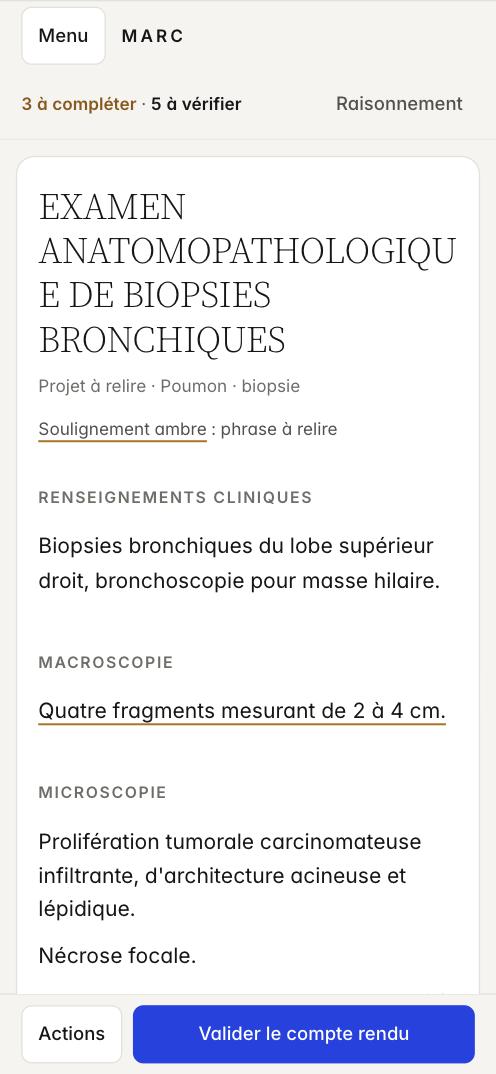 Menu MARC
3 à compléter · 5 à vérifier Raisonnement
EXAMEN
ANATOMOPATHOLOGIQU
E DE BIOPSIES
BRONCHIQUES
Projet à relire · Poumon · biopsie
Soulignement ambre : phrase à relire
RENSEIGNEMENTS CLINIQUES
Biopsies bronchiques du lobe supérieur
droit, bronchoscopie pour masse hilaire.
MACROSCOPIE
Quatre fragments mesurant de 2 à 4 cm.
MICROSCOPIE
Prolifération tumorale carcinomateuse
infiltrante, d'architecture acineuse et
lépidique.
Nécrose focale.
Actions Valider le compte rendu